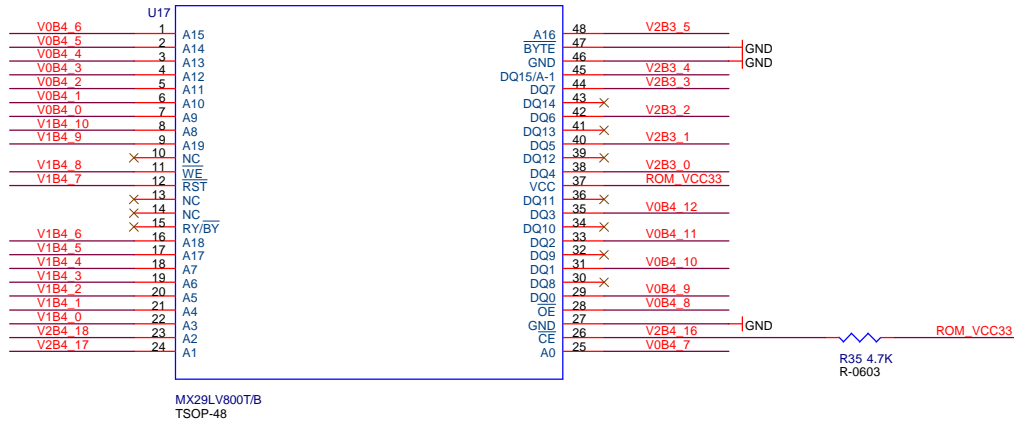 U17
V0B4_6 1 A15 A16 48 V2B3_5
V0B4_5 2 A14 BYTE 47 GND
V0B4_4 3 A13 GND 46 GND
V0B4_3 4 A12 DQ15/A-1 45 V2B3_4
V0B4_2 5 A11 DQ7 44 V2B3_3
V0B4_1 6 A10 DQ14 43
V0B4_0 7 A9 DQ6 42 V2B3_2
V1B4_10 8 A8 DQ13 41
V1B4_9 9 A19 DQ5 40 V2B3_1
10 NC DQ12 39
V1B4_8 11 WE DQ4 38 V2B3_0
V1B4_7 12 RST VCC 37 ROM_VCC33
13 NC DQ11 36
14 NC DQ3 35 V0B4_12
15 RY/BY DQ10 34
V1B4_6 16 A18 DQ2 33 V0B4_11
V1B4_5 17 A17 DQ9 32
V1B4_4 18 A7 DQ1 31 V0B4_10
V1B4_3 19 A6 DQ8 30
V1B4_2 20 A5 DQ0 29 V0B4_9
V1B4_1 21 A4 OE 28 V0B4_8
V1B4_0 22 A3 GND 27 GND
V2B4_18 23 A2 CE 26 V2B4_16 ROM_VCC33
V2B4_17 24 A1 A0 25 V0B4_7
R35 4.7K
R-0603
MX29LV800T/B
TSOP-48